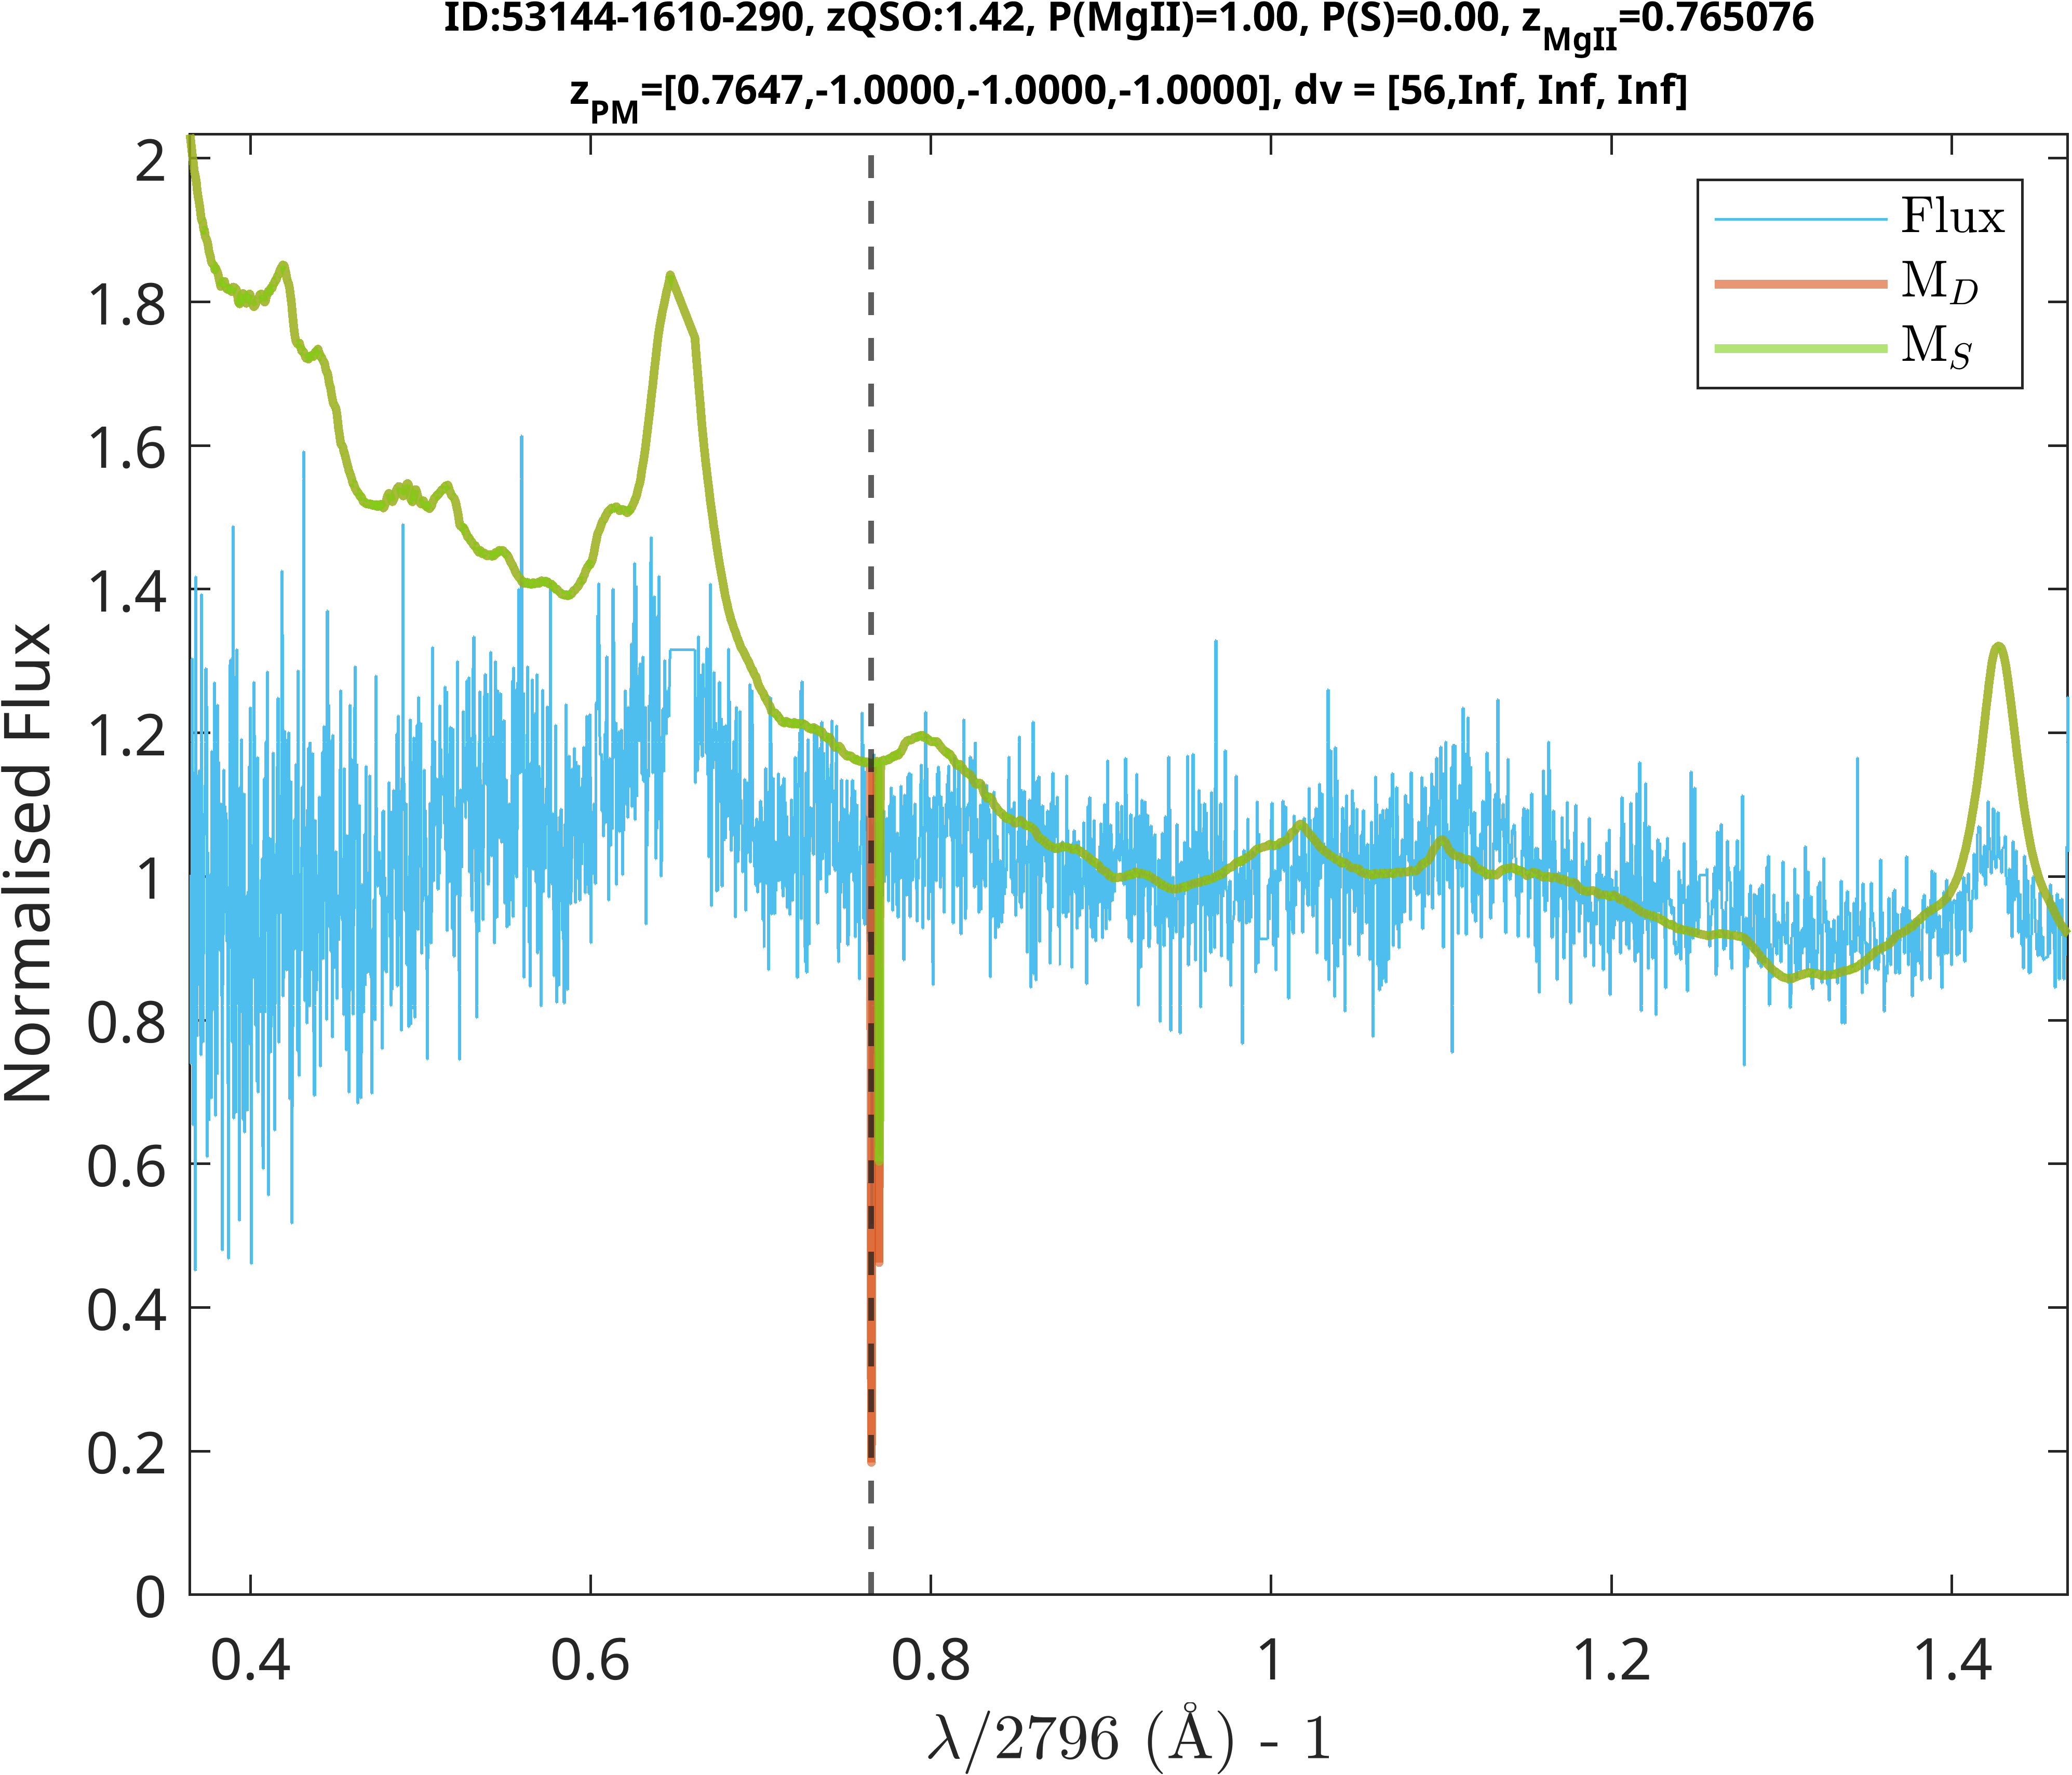 ID:53144-1610-290, zQSO:1.42, P(MgII)=1.00, P(S)=0.00, zMgII=0.765076
zPM=[0.7647,-1.0000,-1.0000,-1.0000], dv = [56,Inf, Inf, Inf]
Flux
MD
MS
Normalised Flux
2
1.8
1.6
1.4
1.2
1
0.8
0.6
0.4
0.2
0
0.4 0.6 0.8 1 1.2 1.4
λ/2796 (Å) - 1